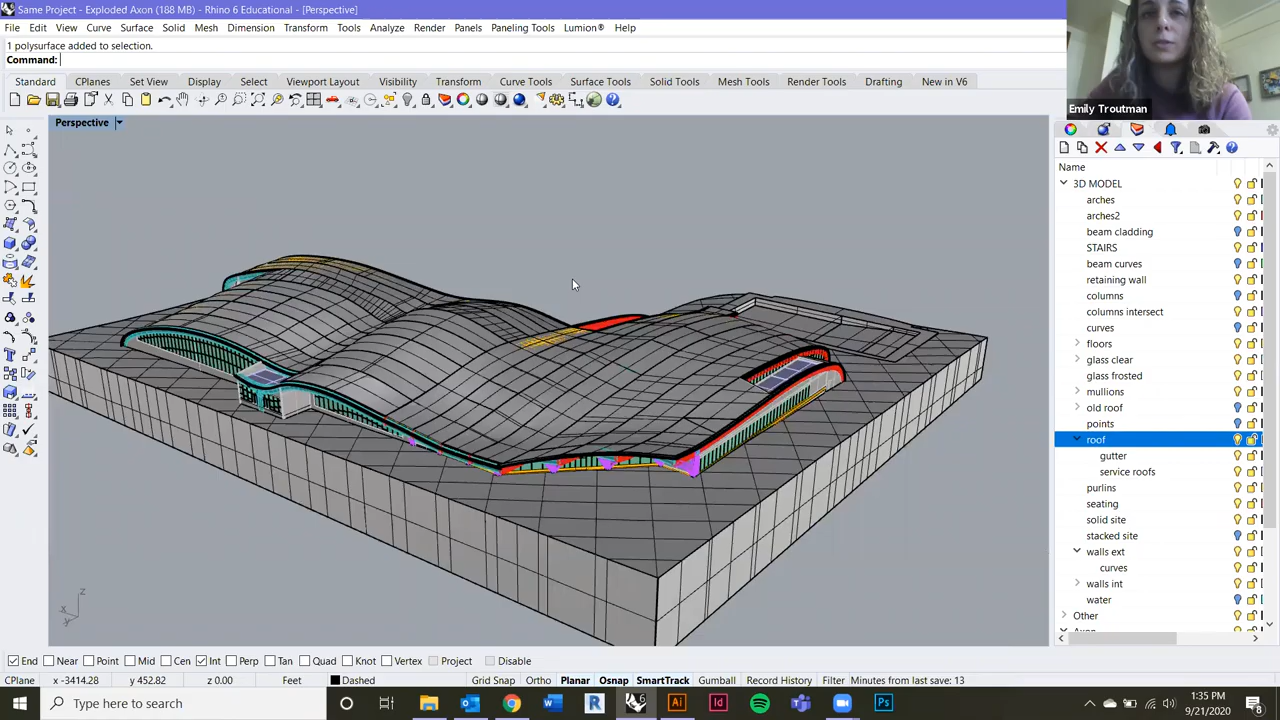 Same Project - Exploded Axon (188 MB) - Rhino 6 Educational - [Perspective]
File Edit View Curve Surface Solid Mesh Dimension Transform Tools Analyze Render Panels Paneling Tools Lumion® Help
1 polysurface added to selection.
Command:
Standard CPlanes Set View Display Select Viewport Layout Visibility Transform Curve Tools Surface Tools Solid Tools Mesh Tools Render Tools Drafting New in V6
Emily Troutman
Perspective
Name
3D MODEL
arches
arches2
beam cladding
STAIRS
beam curves
retaining wall
columns
columns intersect
curves
floors
glass clear
glass frosted
mullions
old roof
points
roof
gutter
service roofs
purlins
seating
solid site
stacked site
walls ext
curves
walls int
water
Other
z
x
y
End Near Point Mid Cen Int Perp Tan Quad Knot Vertex Project Disable
CPlane x -3414.28 y 452.82 z 0.00 Feet Dashed Grid Snap Ortho Planar Osnap SmartTrack Gumball Record History Filter Minutes from last save: 13
Type here to search
1:35 PM
9/21/2020